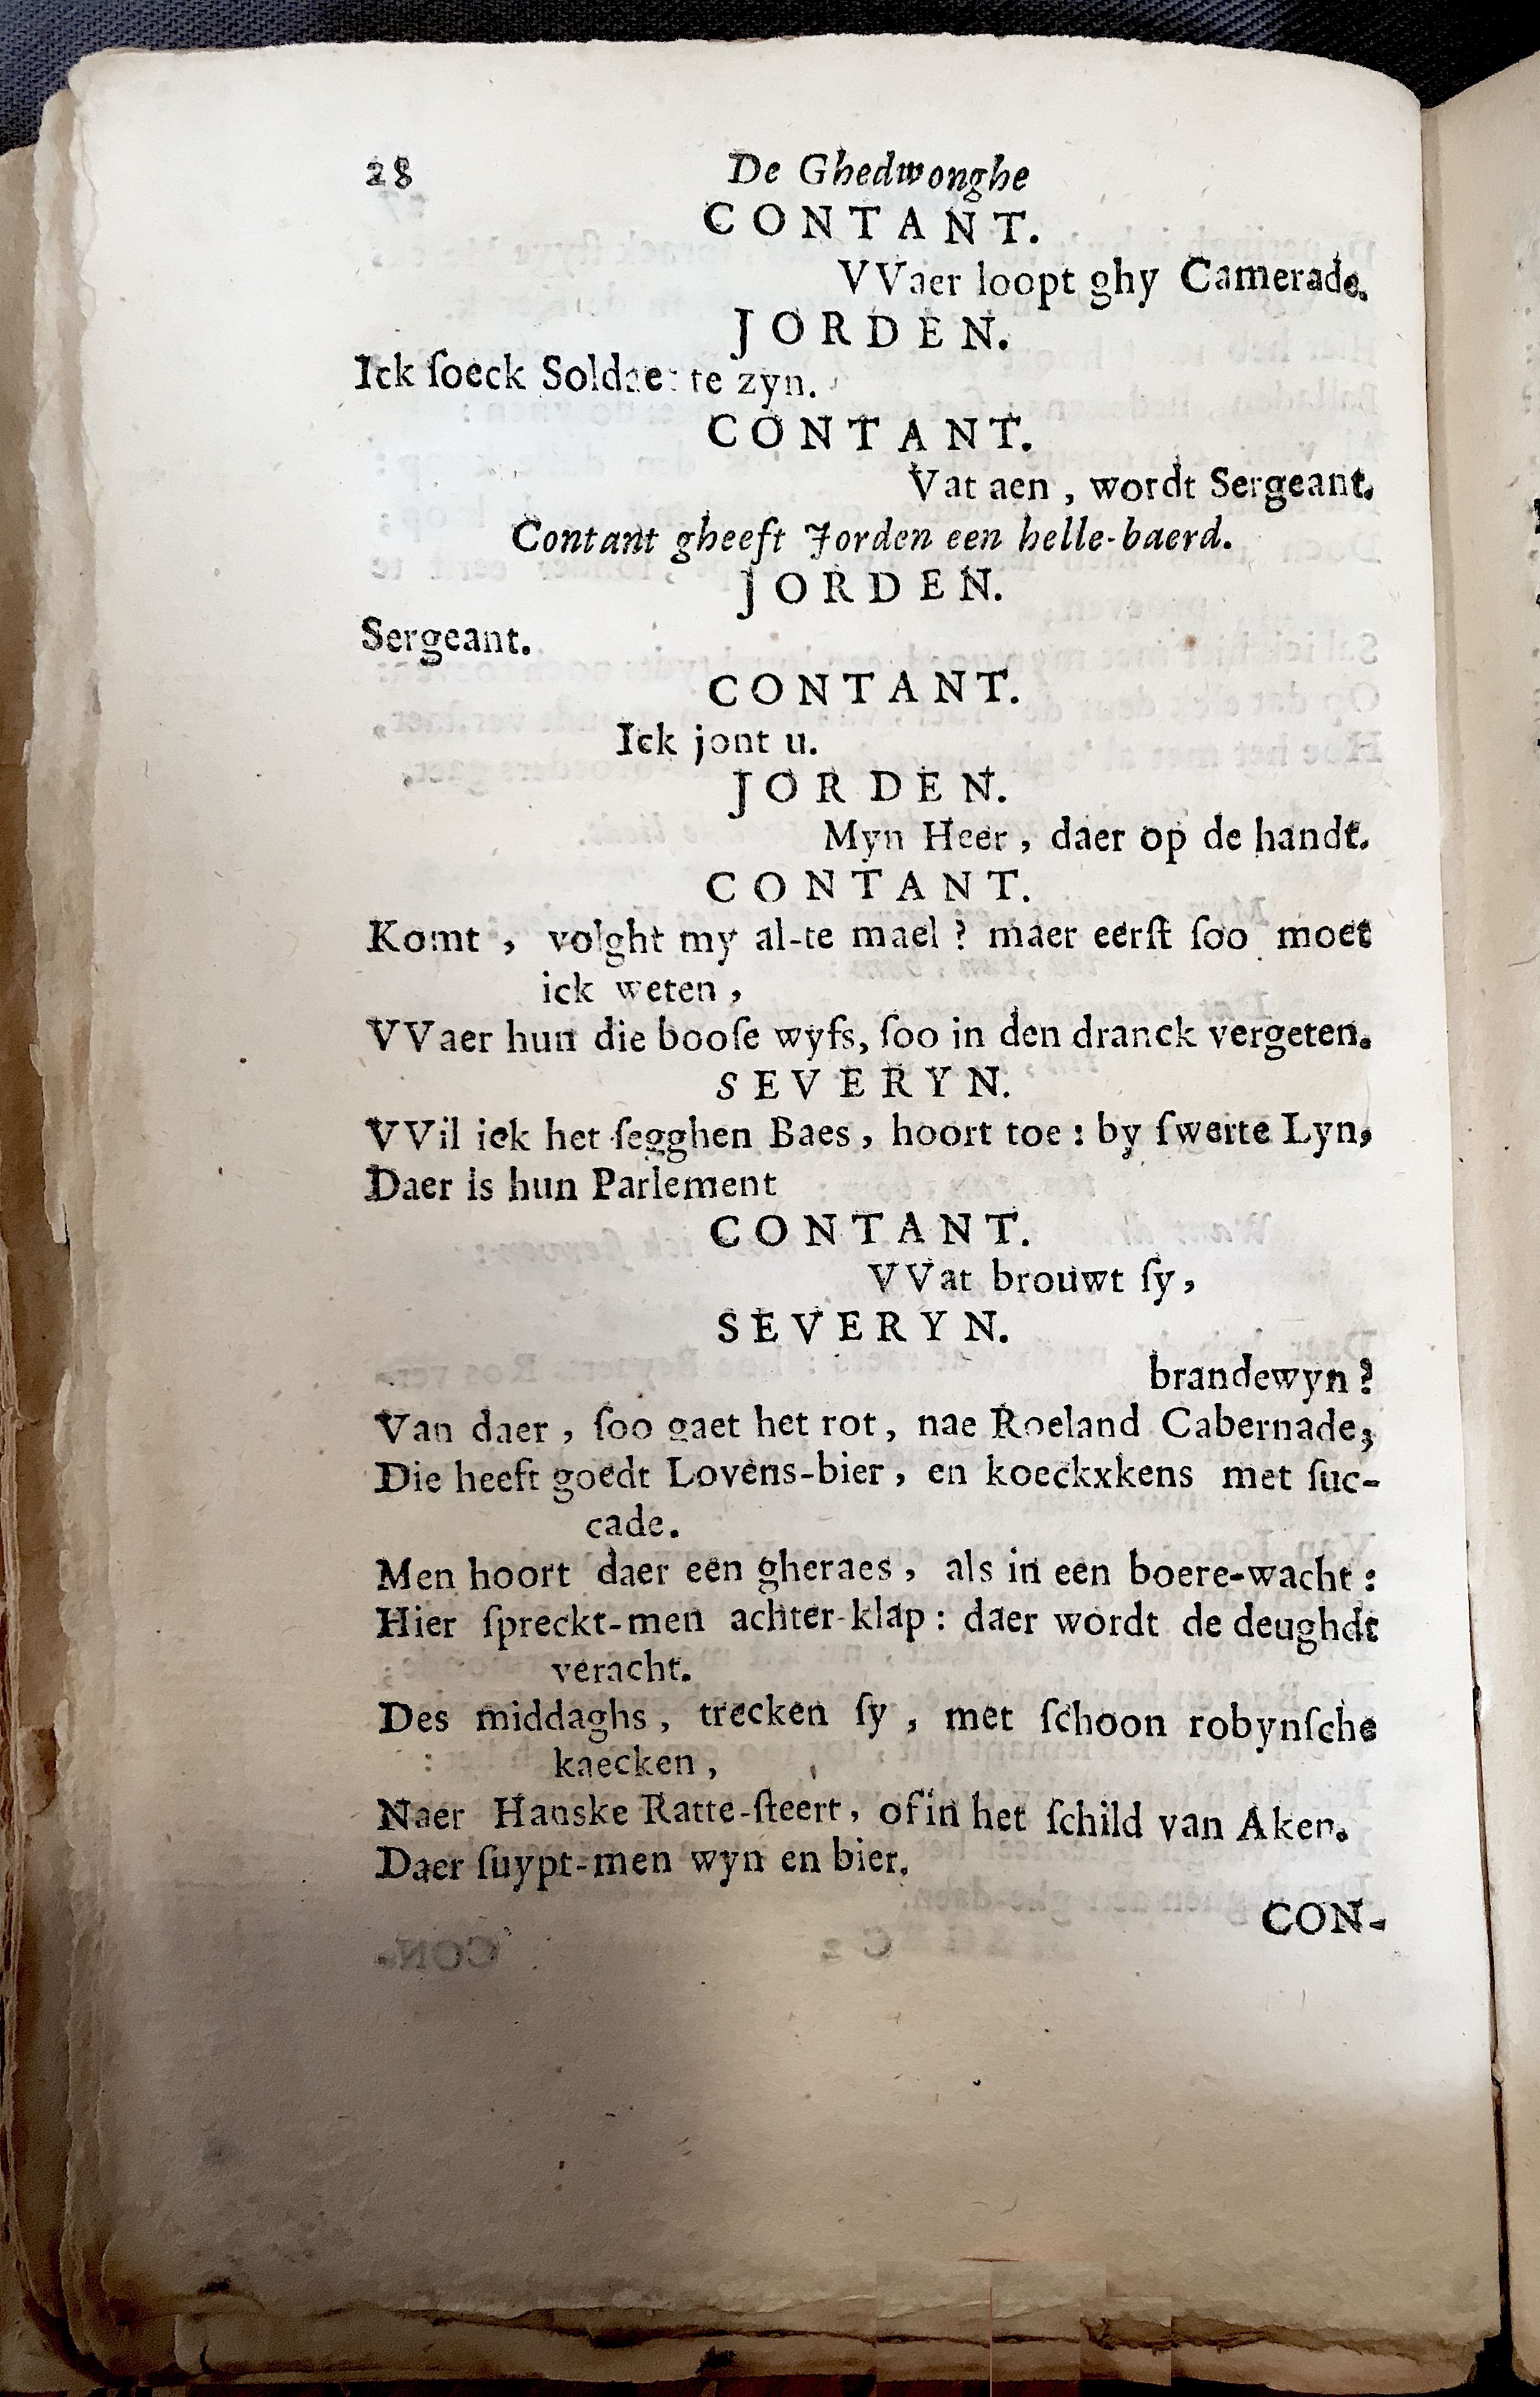 28 De Ghedwonghe
CONTANT.
VVaer loopt ghy Camerade.
JORDEN.
Ick ſoeck Soldaet te zyn.
CONTANT.
Vat aen, wordt Sergeant.
Contant gheeft Jorden een helle-baerd.
JORDEN.
Sergeant.
CONTANT.
Ick jont u.
JORDEN.
Myn Heer, daer op de handt.
CONTANT.
Komt, volght my al-te mael? maer eerſt ſoo moet
ick weten,
VVaer hun die booſe wyfs, ſoo in den dranck vergeten.
SEVERYN.
VVil ick het ſegghen Baes, hoort toe: by ſwerte Lyn,
Daer is hun Parlement
CONTANT.
VVat brouwt ſy,
SEVERYN.
brandewyn?
Van daer, ſoo gaet het rot, nae Roeland Cabernade,
Die heeft goedt Lovens-bier, en koeckxkens met ſuc-
cade.
Men hoort daer een gheraes, als in een boere-wacht:
Hier ſpreckt-men achter-klap: daer wordt de deughdt
veracht.
Des middaghs, trecken ſy, met ſchoon robynſche
kaecken,
Naer Hanske Ratte-ſteert, of in het ſchild van Aken.
Daer ſuypt-men wyn en bier.
CON-